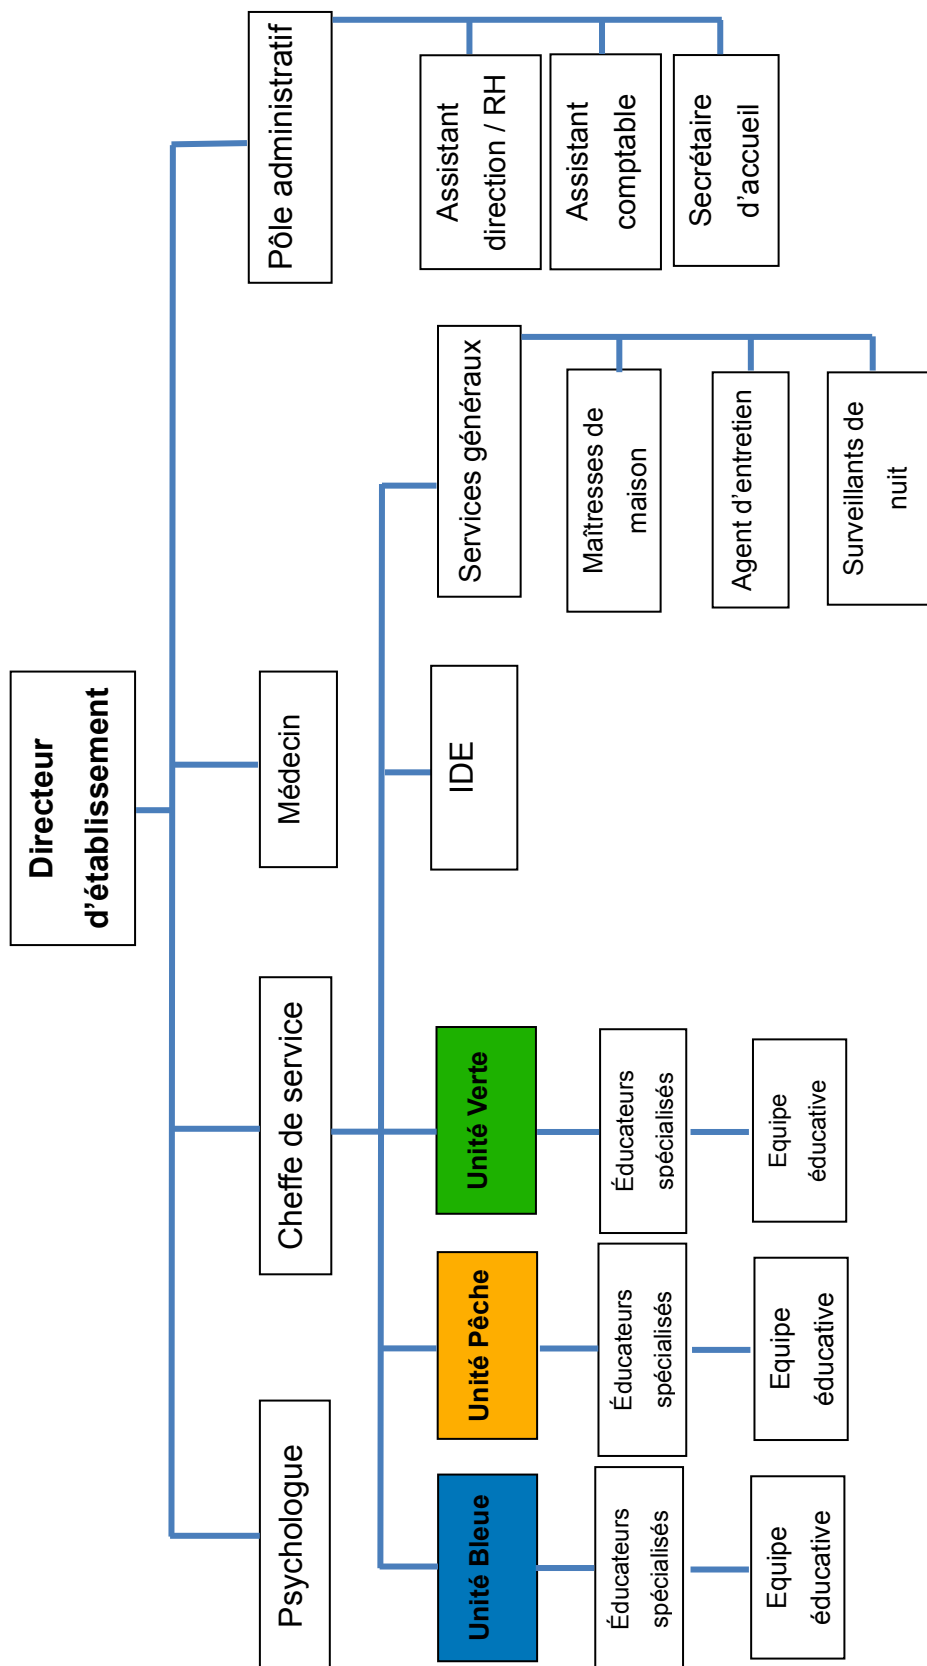 Directeur
d'établissement
Psychologue
Cheffe de service
Médecin
Pôle administratif
Unité Bleue
Unité Pêche
Unité Verte
IDE
Services généraux
Assistant
direction / RH
Assistant
comptable
Secrétaire
d'accueil
Éducateurs
spécialisés
Éducateurs
spécialisés
Éducateurs
spécialisés
Maîtresses de
maison
Agent d'entretien
Surveillants de
nuit
Equipe
éducative
Equipe
éducative
Equipe
éducative